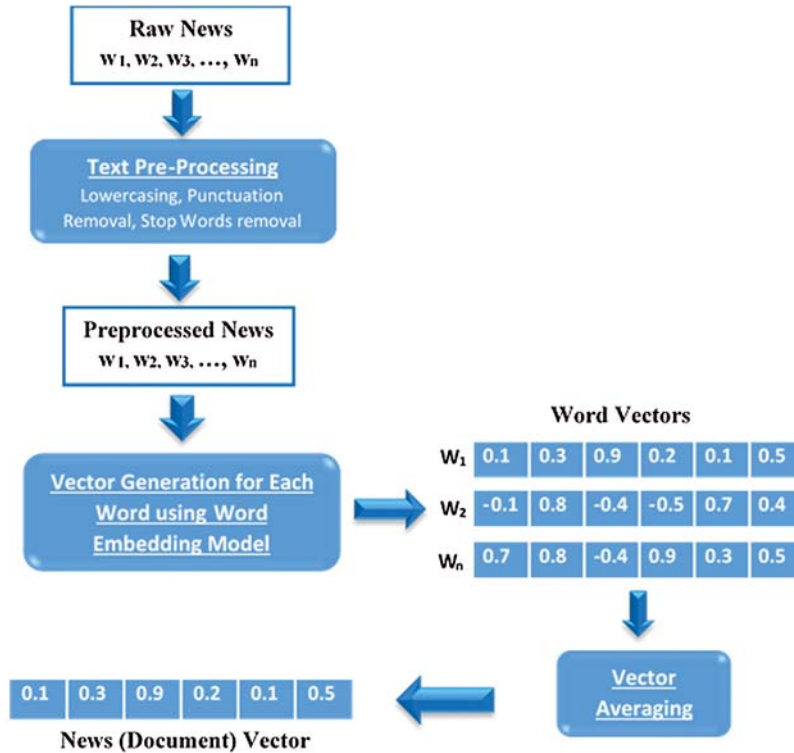 Raw News
w1, w2, w3, …, wn
Text Pre-Processing
Lowercasing, Punctuation
Removal, Stop Words removal
Preprocessed News
w1, w2, w3, …, wn
Vector Generation for Each
Word using Word
Embedding Model
Word Vectors
W1 0.1 0.3 0.9 0.2 0.1 0.5
W2 -0.1 0.8 -0.4 -0.5 0.7 0.4
Wn 0.7 0.8 -0.4 0.9 0.3 0.5
Vector
Averaging
0.1 0.3 0.9 0.2 0.1 0.5
News (Document) Vector